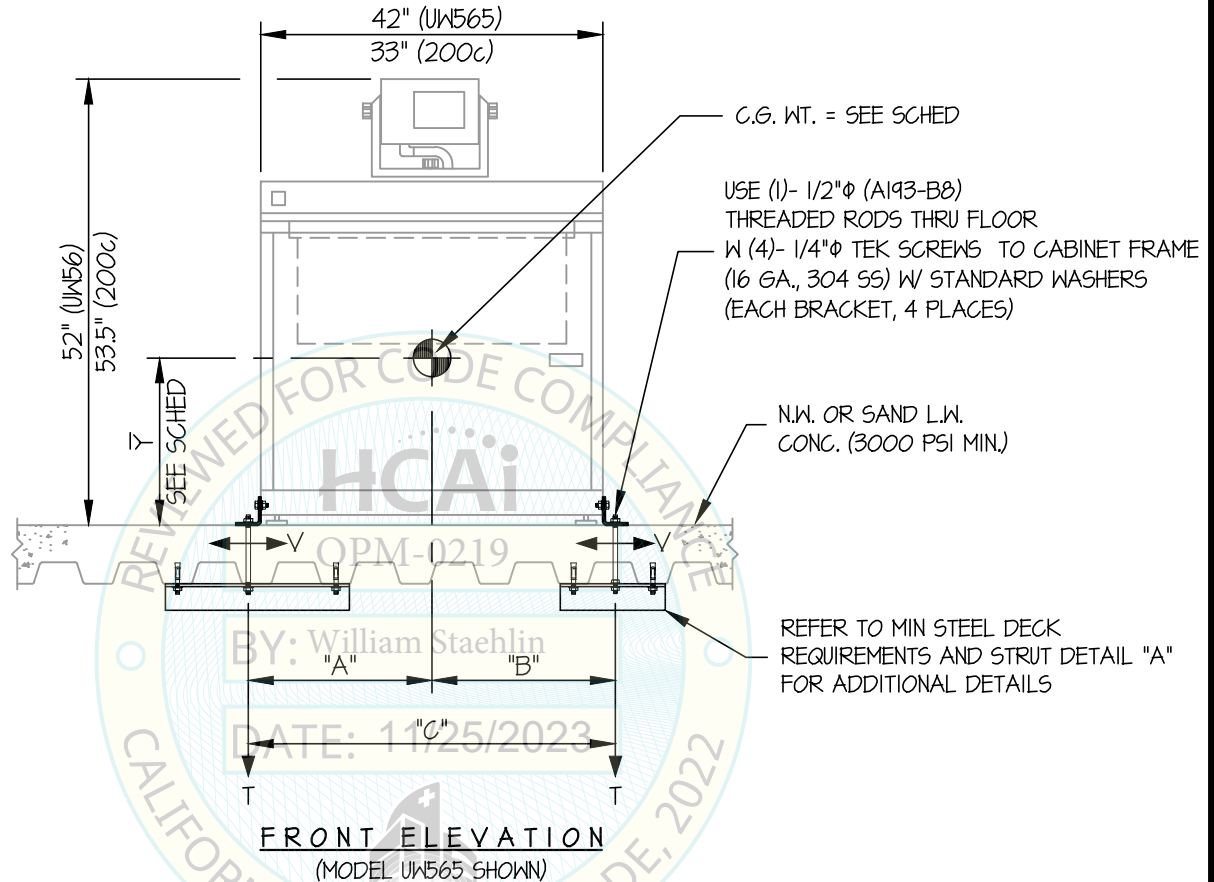 42" (UW565)
33" (200c)
C.G. WT. = SEE SCHED
USE (1)- 1/2"Φ (A193-B8)
THREADED RODS THRU FLOOR
W (4)- 1/4"Φ TEK SCREWS TO CABINET FRAME
(16 GA., 304 SS) W/ STANDARD WASHERS
(EACH BRACKET, 4 PLACES)
52" (UW56)
53.5" (200c)
Y
SEE SCHED
N.W. OR SAND L.W.
CONC. (3000 PSI MIN.)
REVIEWED FOR CODE COMPLIANCE
HCAi
V
V
OPM-0219
REFER TO MIN STEEL DECK
REQUIREMENTS AND STRUT DETAIL "A"
FOR ADDITIONAL DETAILS
BY: William Staehlin
"A"
"B"
"C"
DATE: 11/25/2023
T
T
FRONT ELEVATION
(MODEL UW565 SHOWN)